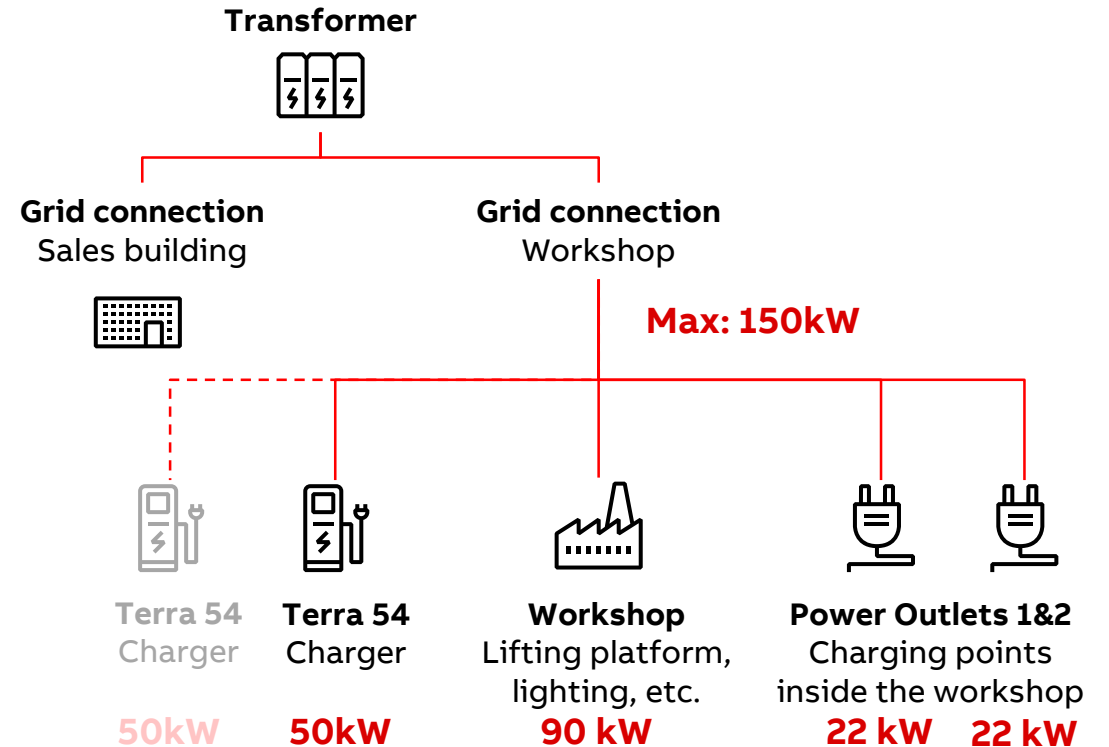 Transformer
Grid connection
Sales building
Grid connection
Workshop
Max: 150kW
Terra 54
Charger
50kW
Terra 54
Charger
50kW
Workshop
Lifting platform,
lighting, etc.
90 kW
Power Outlets 1&2
Charging points
inside the workshop
22 kW
22 kW